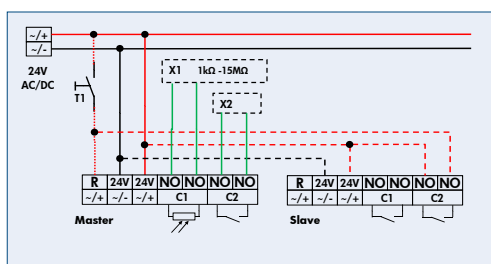 ~/+
~/-
24V
AC/DC
T1
X1 1kΩ -15MΩ
X2
R 24V 24V NO NO NO NO
~/+ ~/- ~/+ C1 C2
Master
R 24V 24V NO NO NO NO
~/+ ~/- ~/+ C1 C2
Slave